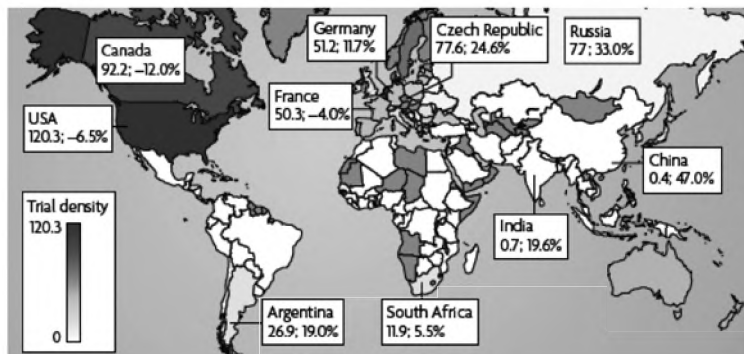 Germany
51.2; 11.7%
Czech Republic
77.6; 24.6%
Russia
77; 33.0%
Canada
92.2; –12.0%
France
50.3; –4.0%
USA
120.3; –6.5%
China
0.4; 47.0%
Trial density
120.3
0
India
0.7; 19.6%
Argentina
26.9; 19.0%
South Africa
11.9; 5.5%